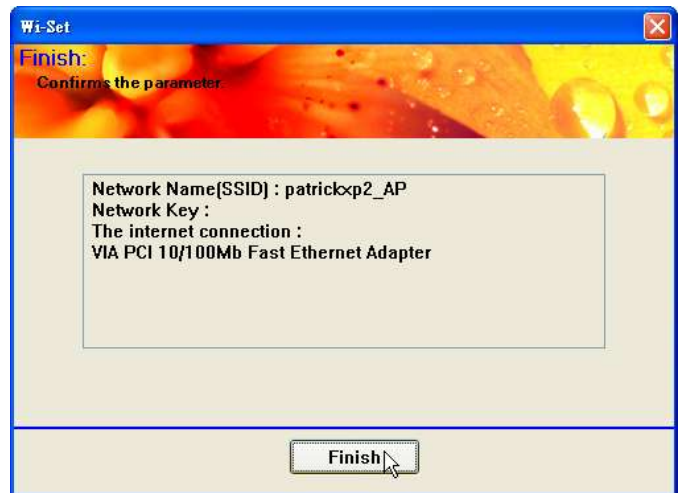 Wi-Set
Finish:
Confirms the parameter.
Network Name(SSID) : patrickxp2_AP
Network Key :
The internet connection :
VIA PCI 10/100Mb Fast Ethernet Adapter
Finish